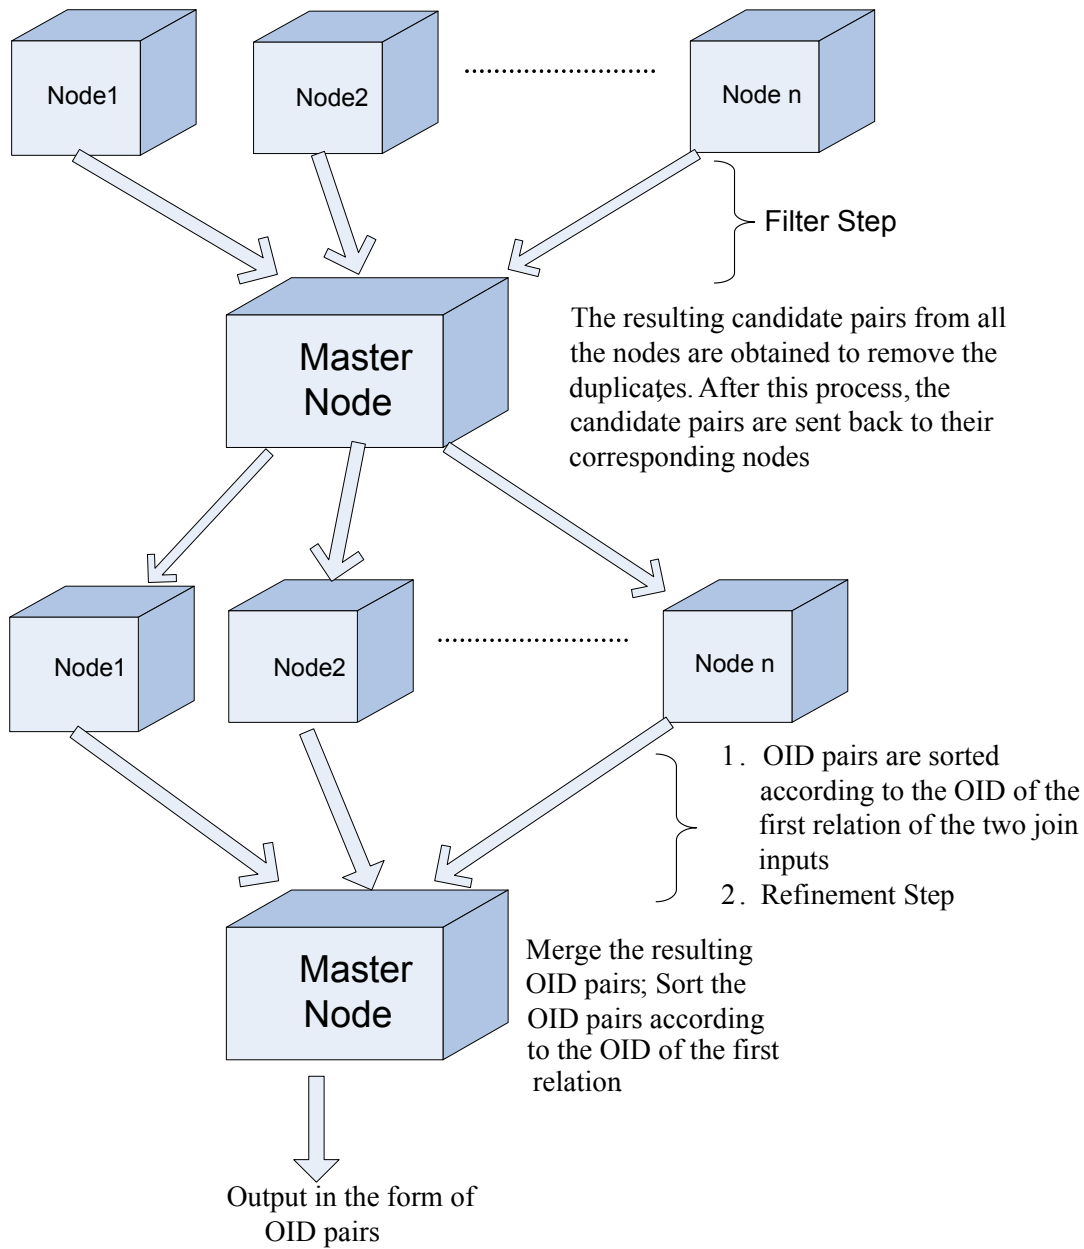 Node1
Node2
Node n
Filter Step
Master
Node
The resulting candidate pairs from all
the nodes are obtained to remove the
duplicates. After this process, the
candidate pairs are sent back to their
corresponding nodes
Node1
Node2
Node n
1. OID pairs are sorted
according to the OID of the
first relation of the two join
inputs
2. Refinement Step
Master
Node
Merge the resulting
OID pairs; Sort the
OID pairs according
to the OID of the first
relation
Output in the form of
OID pairs